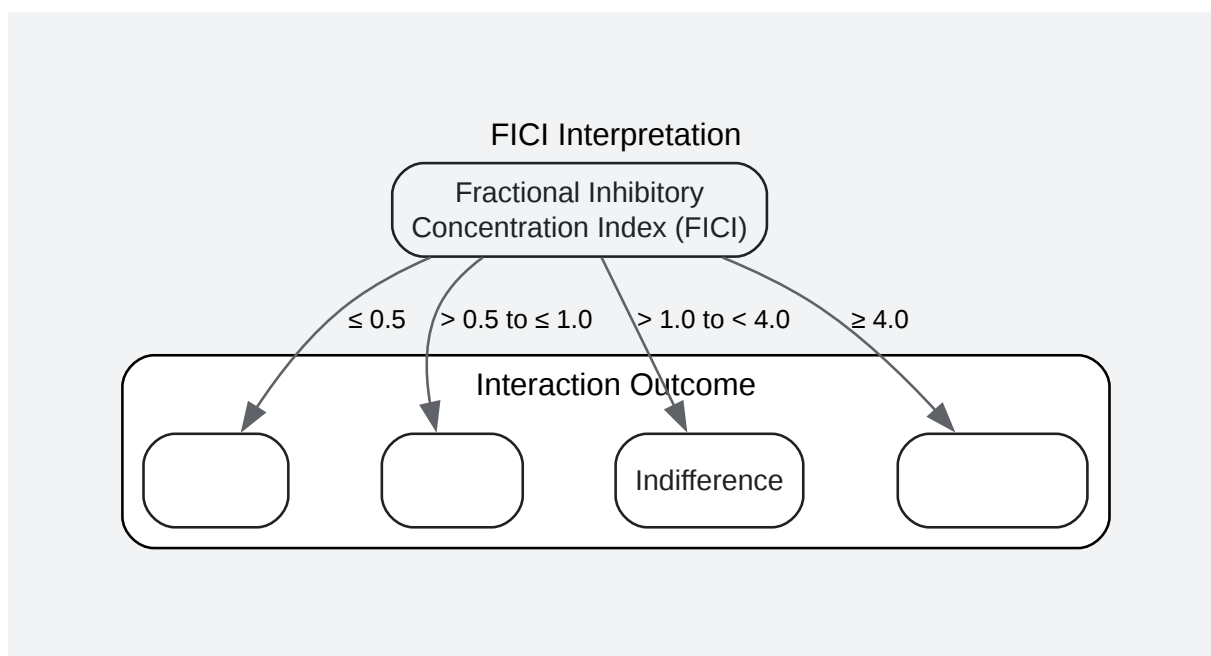 FICI Interpretation
Fractional Inhibitory
Concentration Index (FICI)
≤ 0.5
> 0.5 to ≤ 1.0
> 1.0 to < 4.0
≥ 4.0
Interaction Outcome
Indifference